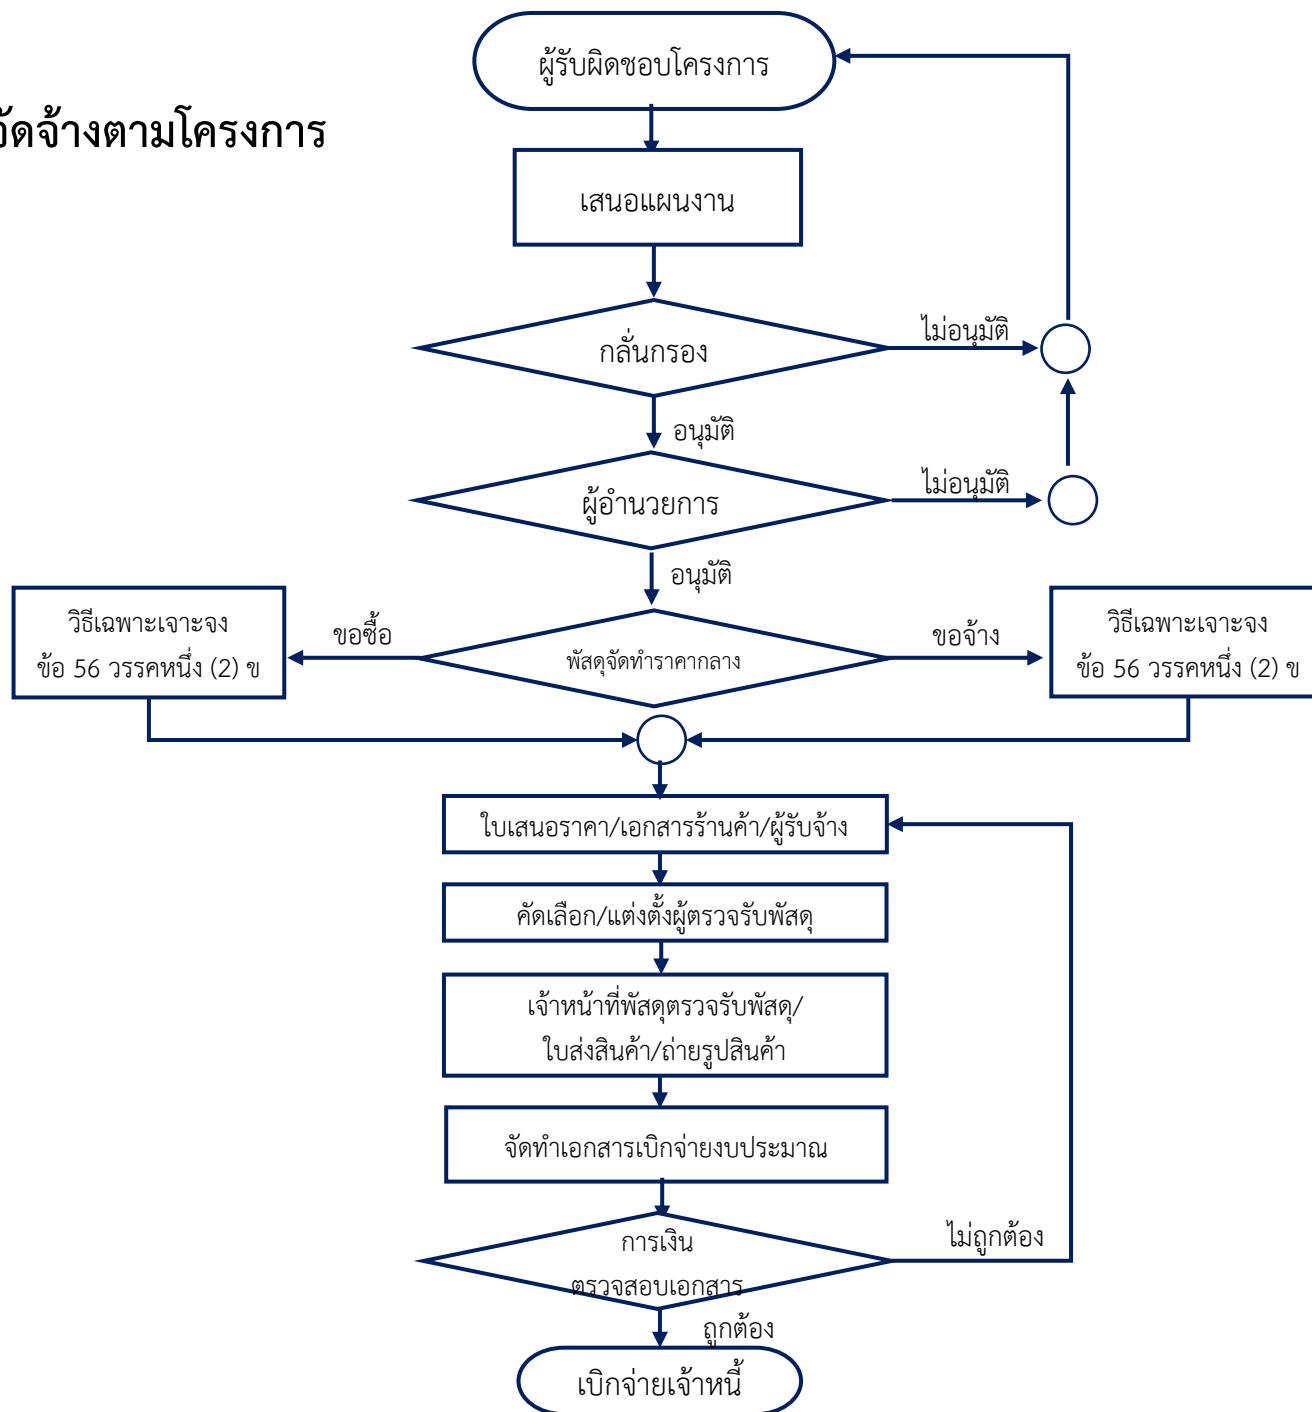 ผู้รับผิดชอบโครงการ
จัดจ้างตามโครงการ
เสนอแผนงาน
ไม่อนุมัติ
กลั่นกรอง
อนุมัติ
ไม่อนุมัติ
ผู้อำนวยการ
อนุมัติ
วิธีเฉพาะเจาะจง
ข้อ 56 วรรคหนึ่ง (2) ข
ขอซื้อ
พัสดุจัดทำราคากลาง
ขอจ้าง
วิธีเฉพาะเจาะจง
ข้อ 56 วรรคหนึ่ง (2) ข
ใบเสนอราคา/เอกสารร้านค้า/ผู้รับจ้าง
คัดเลือก/แต่งตั้งผู้ตรวจรับพัสดุ
เจ้าหน้าที่พัสดุตรวจรับพัสดุ/
ใบส่งสินค้า/ถ่ายรูปสินค้า
จัดทำเอกสารเบิกจ่ายงบประมาณ
ไม่ถูกต้อง
การเงิน
ตรวจสอบเอกสาร
ถูกต้อง
เบิกจ่ายเจ้าหนี้